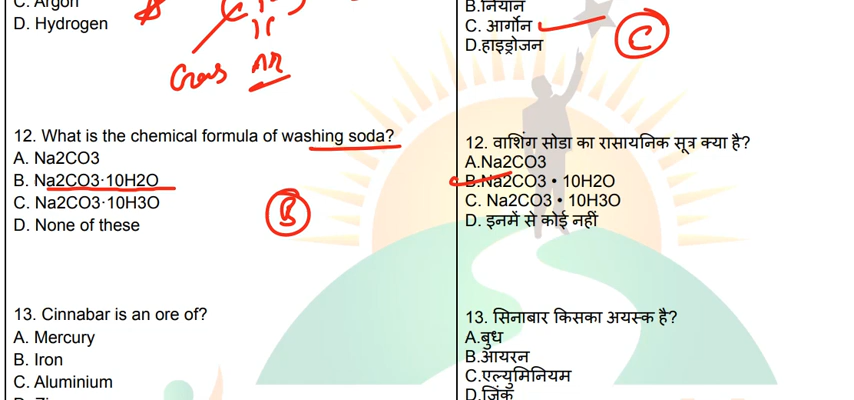 C. Argon
D. Hydrogen
Gas
AR
12. What is the chemical formula of washing soda?
A. Na2CO3
B. Na2CO3·10H2O
C. Na2CO3·10H3O
D. None of these
B
13. Cinnabar is an ore of?
A. Mercury
B. Iron
C. Aluminium
B.नियॉन
C. आर्गोन
D.हाइड्रोजन
C
12. वाशिंग सोडा का रासायनिक सूत्र क्या है?
A.Na2CO3
B.Na2CO3 • 10H2O
C. Na2CO3 • 10H3O
D. इनमें से कोई नहीं
13. सिनाबार किसका अयस्क है?
A.बुध
B.आयरन
C.एल्युमिनियम
D.जिंक